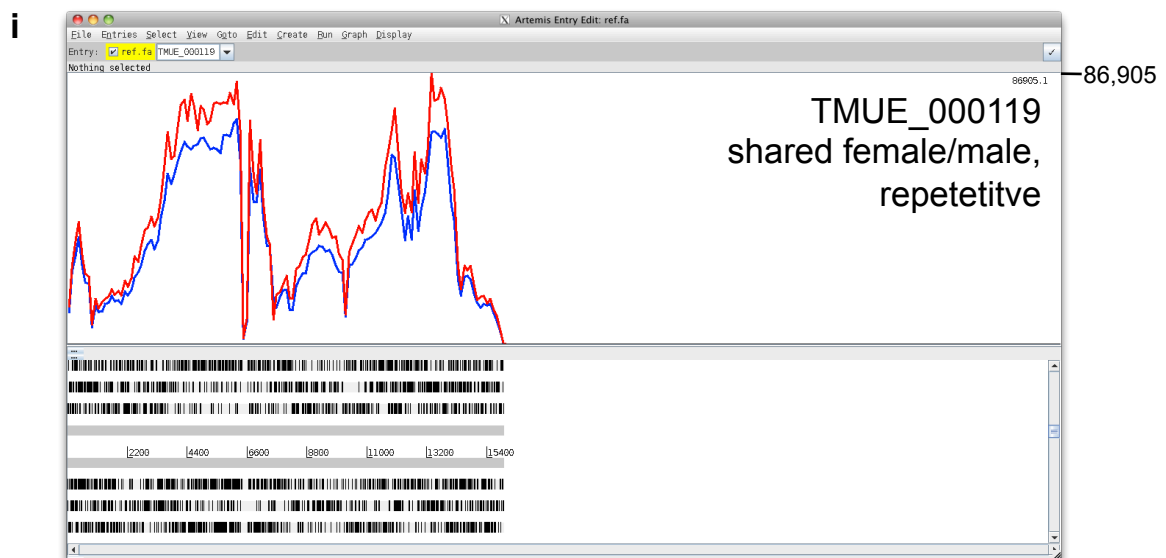 i
Artemis Entry Edit: ref.fa
File Entries Select View Goto Edit Create Run Graph Display
Entry: ref.fa TMUE_000119
Nothing selected
86905.1
86,905
TMUE_000119
shared female/male,
repetetitve
2200 4400 6600 8800 11000 13200 15400